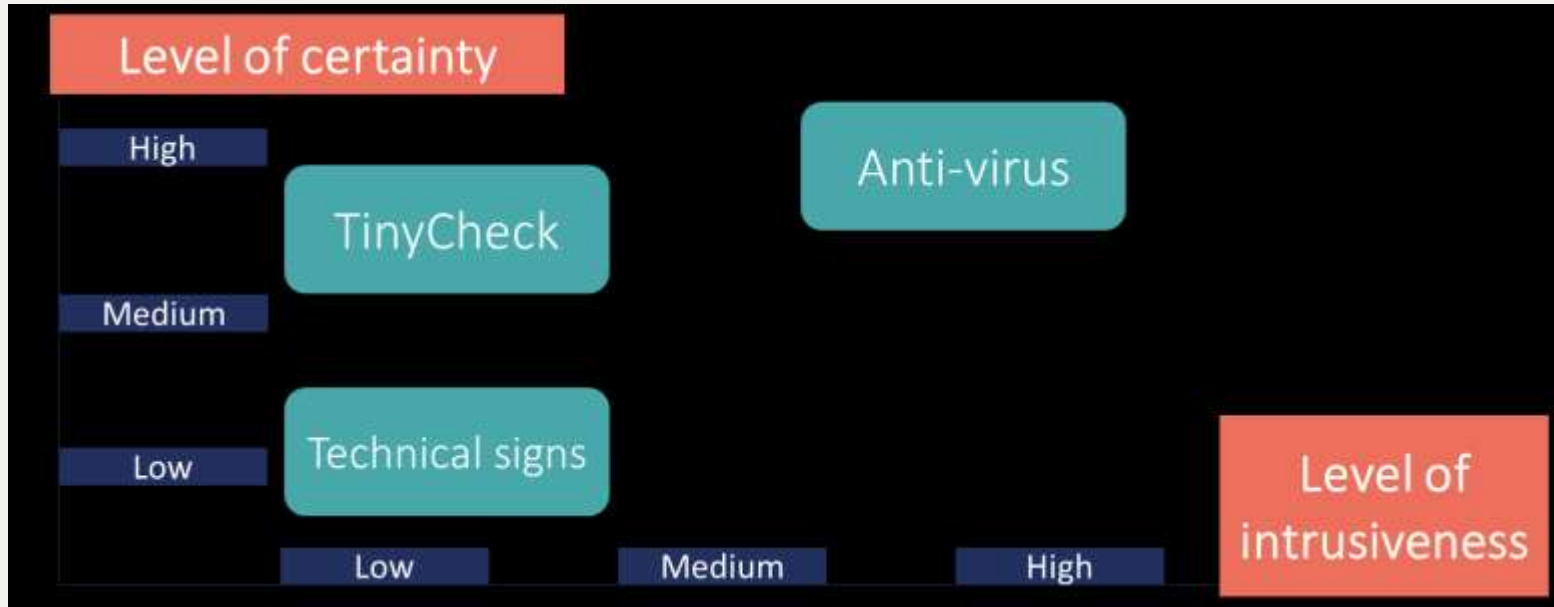 Level of certainty
High
Anti-virus
TinyCheck
Medium
Technical signs
Low
Level of
intrusiveness
Low
Medium
High